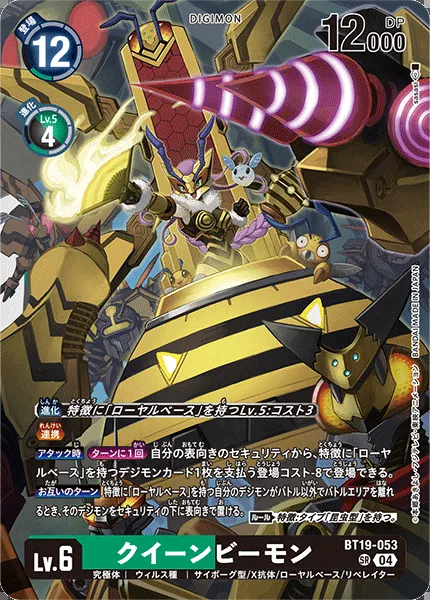 登場
12
DIGIMON
DP
12000
進化
Lv.5
4
sasasi
BANDAI MADE IN JAPAN
進化 特徴に「ローヤルベース」を持つLv.5:コスト3
連携
アタック時 ターンに1回 自分の表向きのセキュリティから、特徴に「ローヤ
ルベース」を持つデジモンカード1枚を支払う登場コスト-8で登場できる。
お互いのターン 特徴に「ローヤルベース」を持つ自分のデジモンがバトル以外でバトルエリアを離れ
るとき、そのデジモンをセキュリティの下に表向きで置ける。 ルール 特徴:タイプ「昆虫型」を持つ。
Lv.6
クイーンビーモン
BT19-053
SR 04
究極体 | ウィルス種 | サイボーグ型/X抗体/ローヤルベース/リベレイター